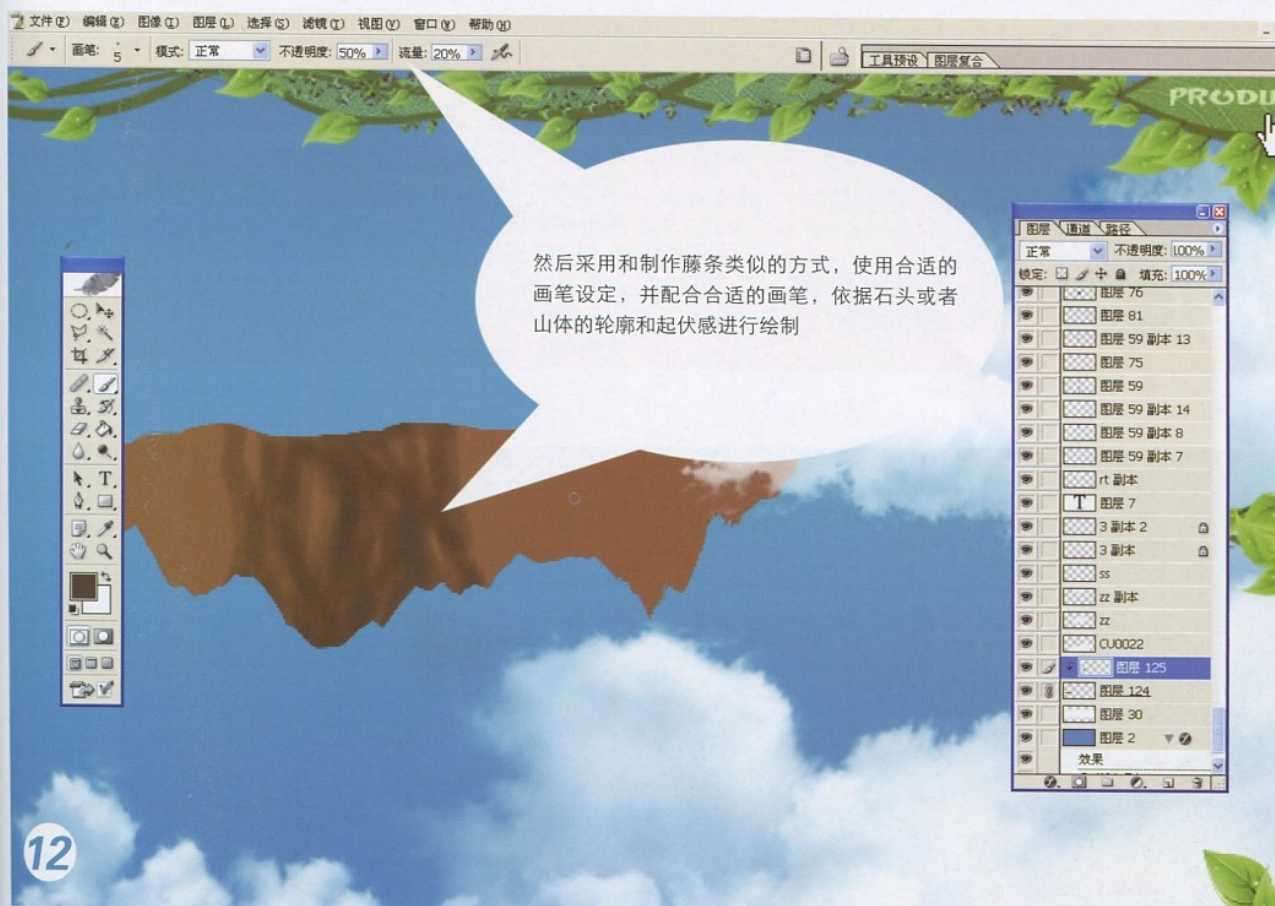 文件(F) 编辑(E) 图像(I) 图层(L) 选择(S) 滤镜(T) 视图(V) 窗口(W) 帮助(H)
画笔: 5 模式: 正常 不透明度: 50% 流量: 20%
工具预设 图层复合
PRODU
然后采用和制作藤条类似的方式，使用合适的
画笔设定，并配合合适的画笔，依据石头或者
山体的轮廓和起伏感进行绘制
图层 通道 路径
正常 不透明度: 100%
锁定: 填充: 100%
图层 76
图层 81
图层 59 副本 13
图层 75
图层 59
图层 59 副本 14
图层 59 副本 8
图层 59 副本 7
rt 副本
T 图层 7
3 副本 2
3 副本
ss
zz 副本
zz
CU0022
图层 125
图层 124
图层 30
图层 2
效果
T
12